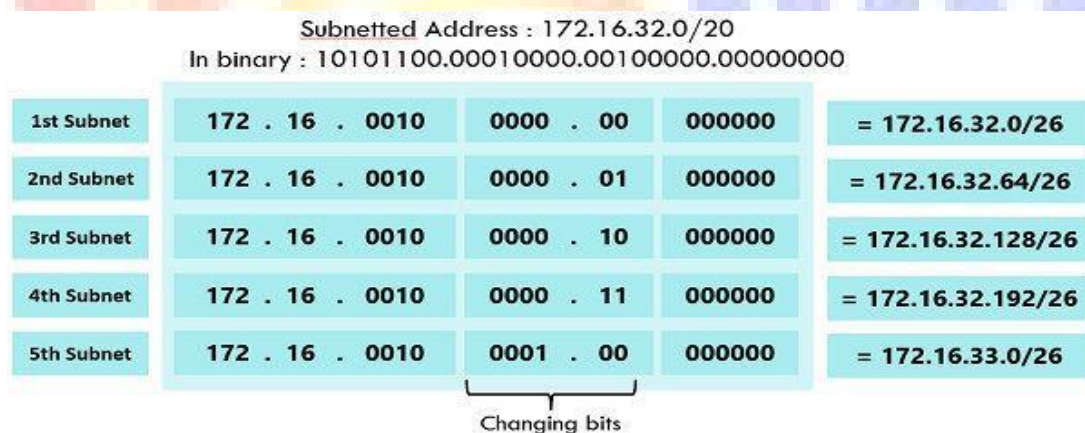 Subnetted Address : 172.16.32.0/20
In binary : 10101100.00010000.00100000.00000000
1st Subnet 172 . 16 . 0010 0000 . 00 000000 = 172.16.32.0/26
2nd Subnet 172 . 16 . 0010 0000 . 01 000000 = 172.16.32.64/26
3rd Subnet 172 . 16 . 0010 0000 . 10 000000 = 172.16.32.128/26
4th Subnet 172 . 16 . 0010 0000 . 11 000000 = 172.16.32.192/26
5th Subnet 172 . 16 . 0010 0001 . 00 000000 = 172.16.33.0/26
Changing bits